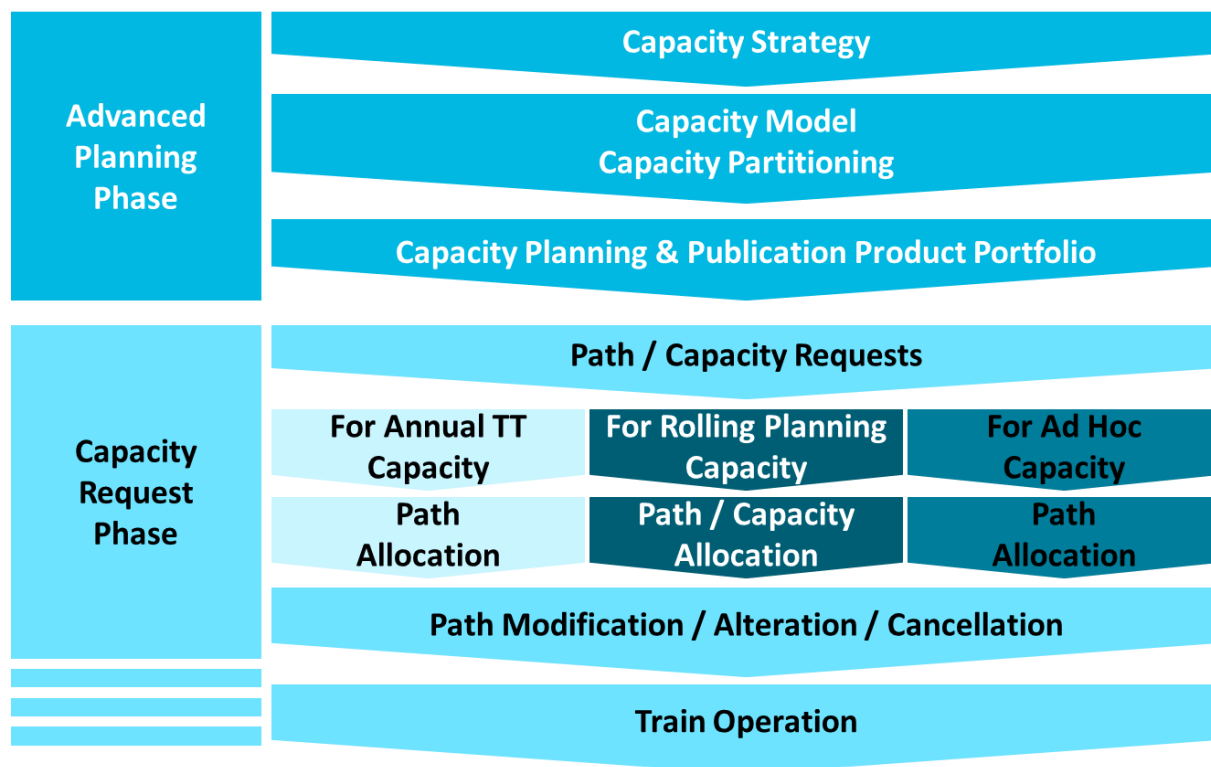 Advanced
Planning
Phase
Capacity Strategy
Capacity Model
Capacity Partitioning
Capacity Planning & Publication Product Portfolio
Capacity
Request
Phase
Path / Capacity Requests
For Annual TT
Capacity
For Rolling Planning
Capacity
For Ad Hoc
Capacity
Path
Allocation
Path / Capacity
Allocation
Path
Allocation
Path Modification / Alteration / Cancellation
Train Operation